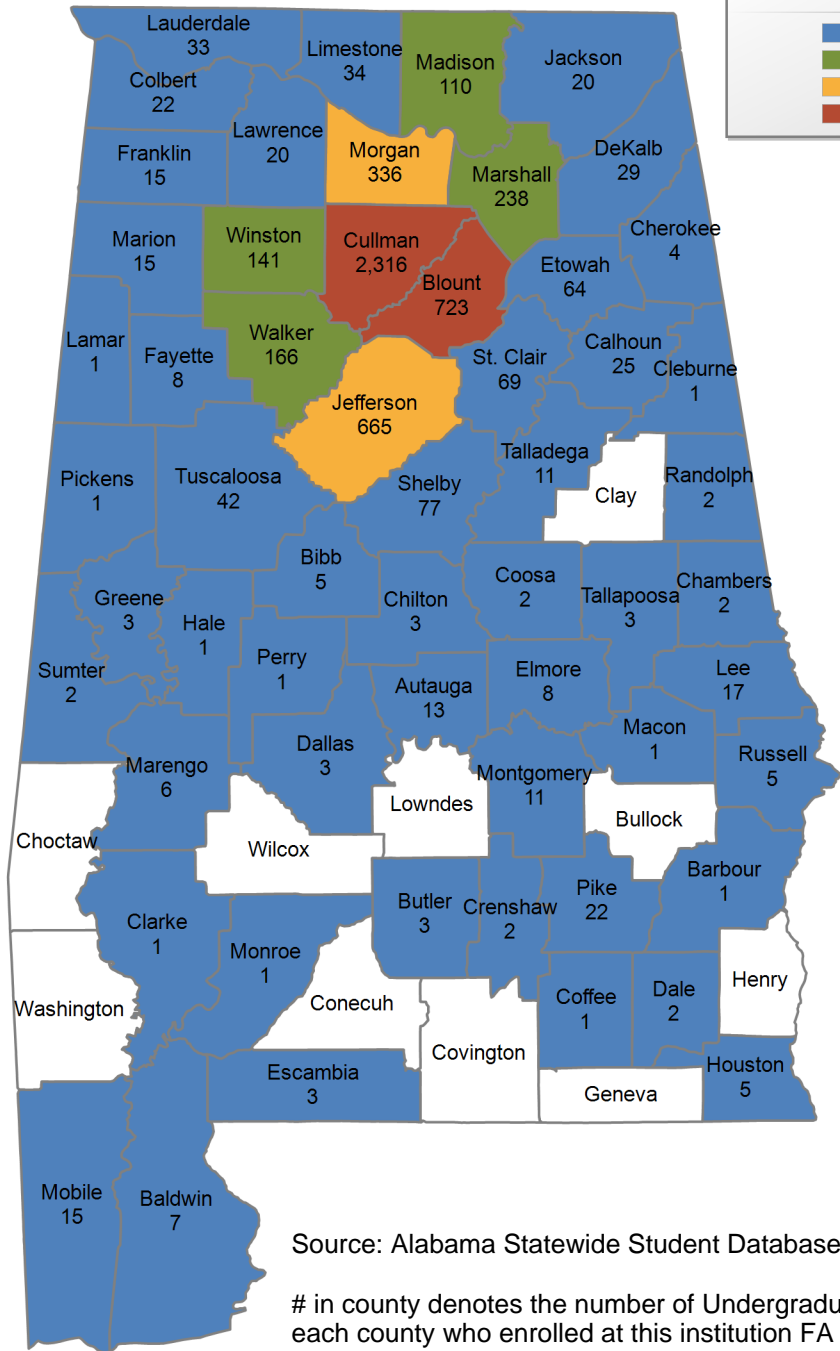 Lauderdale
33
Limestone
34
Madison
110
Jackson
20
Colbert
22
Lawrence
20
Franklin
15
Morgan
336
Marshall
238
DeKalb
29
Marion
15
Winston
141
Cullman
2,316
Blount
723
Etowah
64
Cherokee
4
Lamar
1
Fayette
8
Walker
166
Jefferson
665
St. Clair
69
Calhoun
25
Cleburne
1
Pickens
1
Tuscaloosa
42
Shelby
77
Talladega
11
Clay
Randolph
2
Bibb
5
Greene
3
Hale
1
Chilton
3
Coosa
2
Tallapoosa
3
Chambers
2
Sumter
2
Perry
1
Autauga
13
Elmore
8
Lee
17
Marengo
6
Dallas
3
Lowndes
Montgomery
11
Macon
1
Russell
5
Bullock
Choctaw
Wilcox
Clarke
1
Monroe
1
Butler
3
Crenshaw
2
Pike
22
Barbour
1
Washington
Conecuh
Covington
Coffee
1
Dale
2
Henry
Escambia
3
Geneva
Houston
5
Mobile
15
Baldwin
7
Source: Alabama Statewide Student Database
# in county denotes the number of Undergradu
each county who enrolled at this institution FA